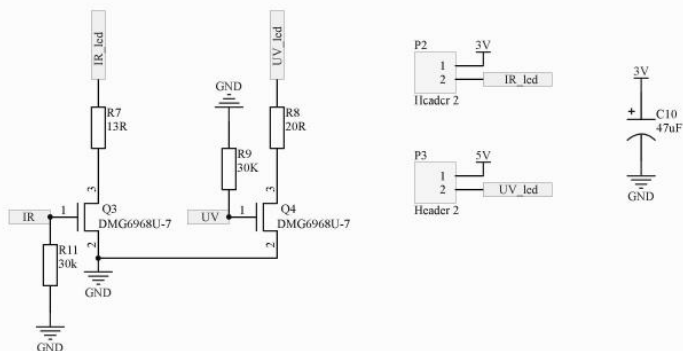 IR_led
UV_led
R7
13R
GND
R8
20R
R9
30K
3
3
IR
1
Q3
DMG6968U-7
UV
1
Q4
DMG6968U-7
2
2
R11
30k
GND
GND
P2
3V
1
2
IR_led
Header 2
P3
5V
1
2
UV_led
Header 2
3V
+
C10
47uF
GND